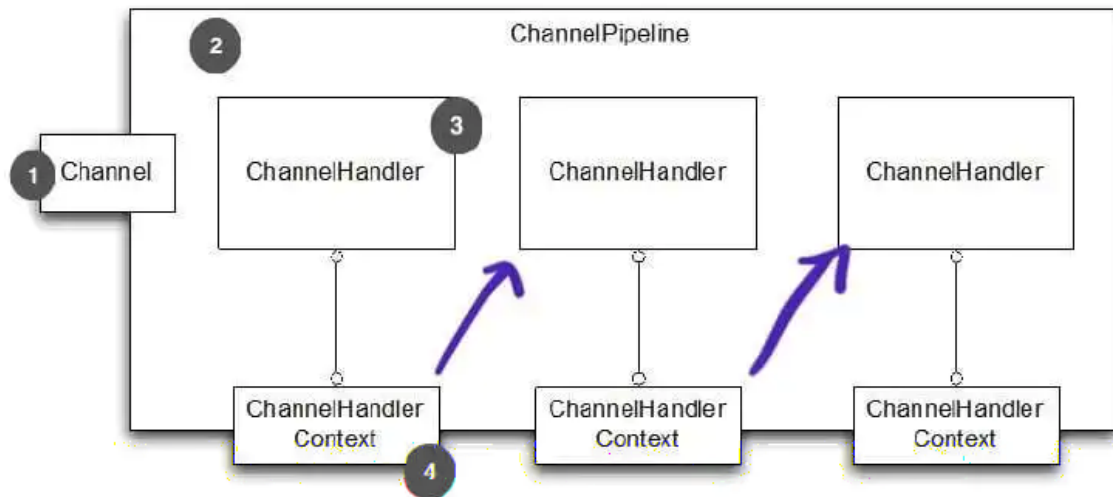 ChannelPipeline
2
3
1
Channel
ChannelHandler
ChannelHandler
ChannelHandler
ChannelHandler
Context
ChannelHandler
Context
ChannelHandler
Context
4